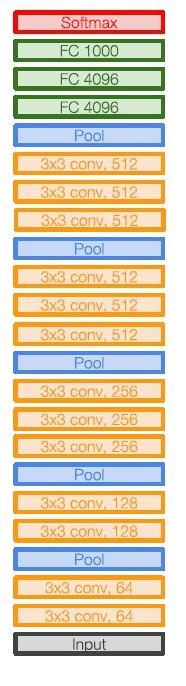 Softmax
FC 1000
FC 4096
FC 4096
Pool
3x3 conv, 512
3x3 conv, 512
3x3 conv, 512
Pool
3x3 conv, 512
3x3 conv, 512
3x3 conv, 512
Pool
3x3 conv, 256
3x3 conv, 256
3x3 conv, 256
Pool
3x3 conv, 128
3x3 conv, 128
Pool
3x3 conv, 64
3x3 conv, 64
Input